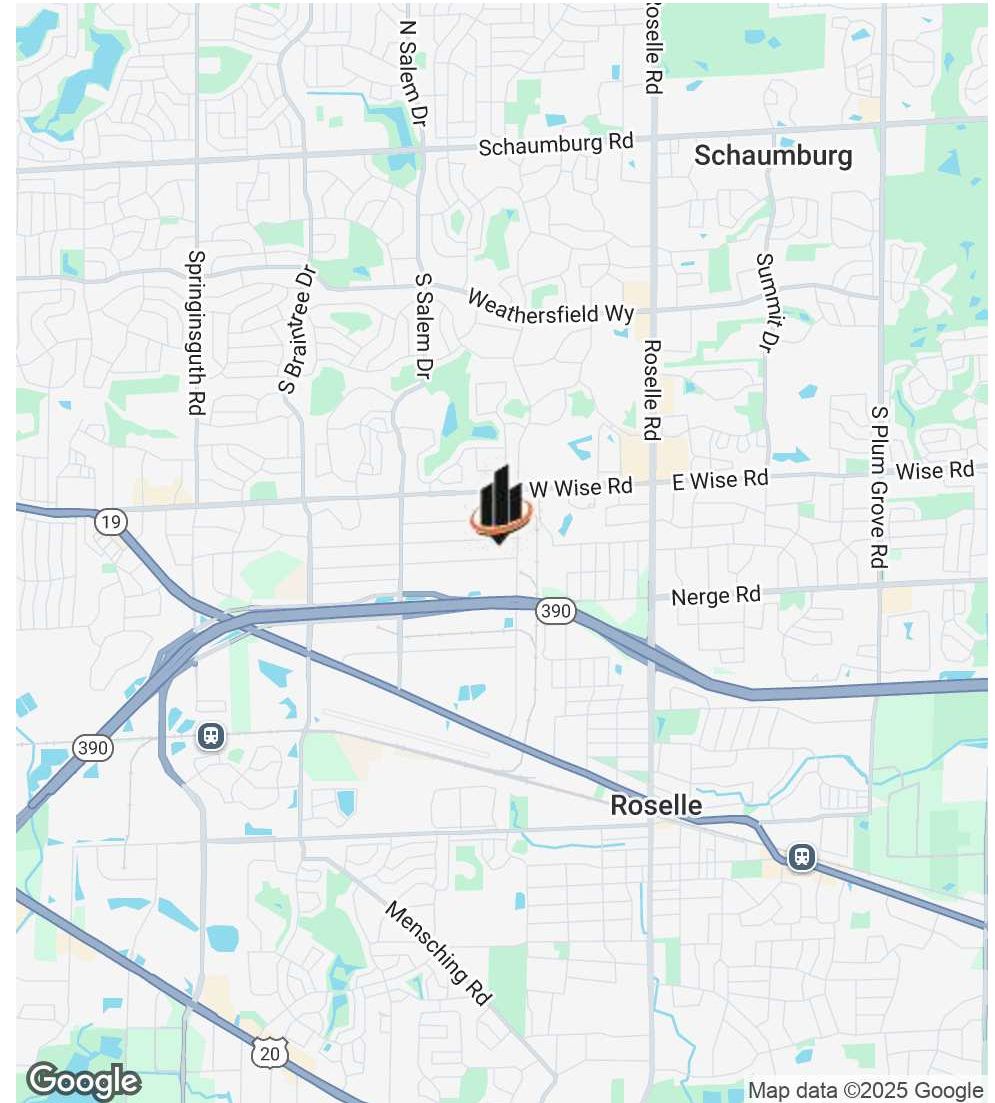 N Salem Dr
Roselle Rd
Schaumburg Rd
Schaumburg
Springinsguth Rd
S Braintree Dr
S Salem Dr
Weathersfield Wy
Summit Dr
Roselle Rd
S Plum Grove Rd
W Wise Rd
E Wise Rd
Wise Rd
19
390
Nerge Rd
390
Roselle
Mensching Rd
20
Google
Map data ©2025 Google